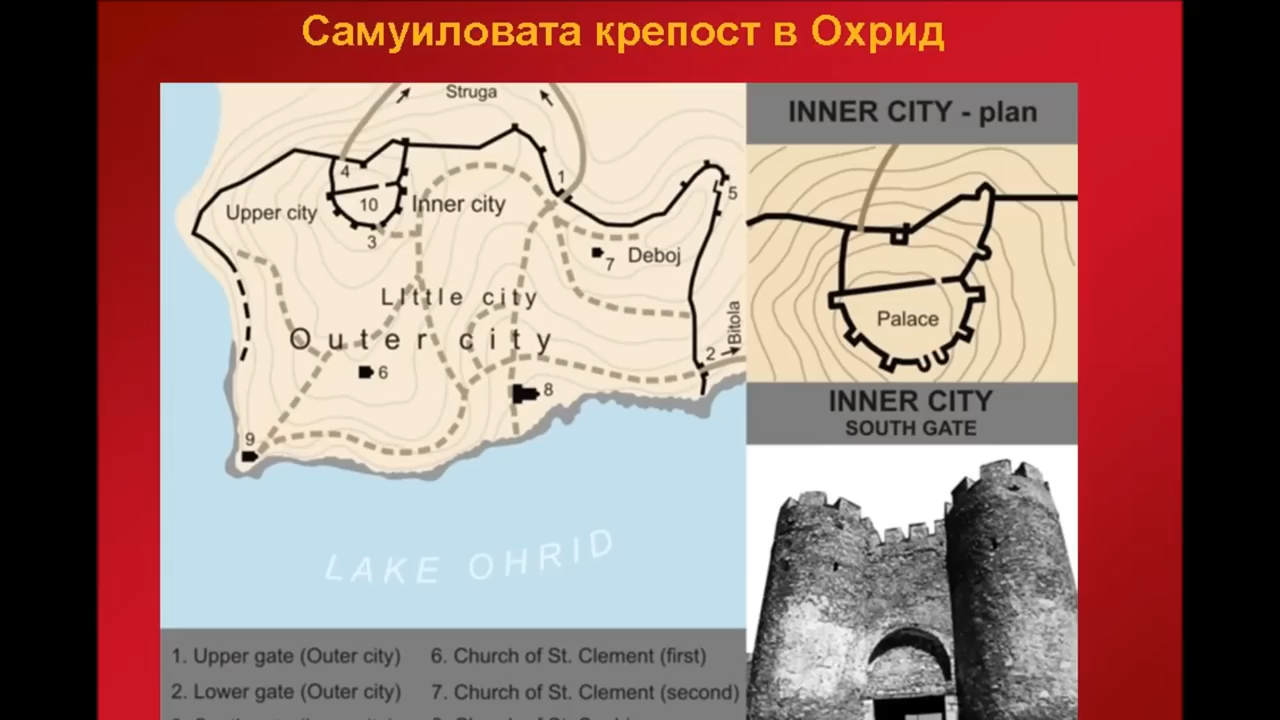 Самуиловата крепост в Охрид
Struga
INNER CITY - plan
4
1
5
10
Upper city
Inner city
3
7
Deboj
LIttle city
Palace
Outer city
Bitola
2
6
8
INNER CITY
SOUTH GATE
9
LAKE OHRID
1. Upper gate (Outer city)
6. Church of St. Clement (first)
2. Lower gate (Outer city)
7. Church of St. Clement (second)